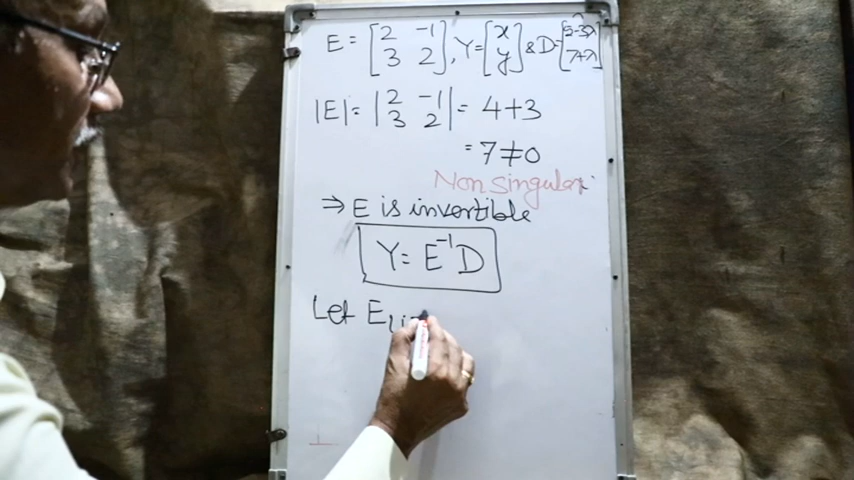 E = [2 -1 3 2], Y = [x y] & D = [5-3λ 7+λ]
|E| = |2 -1 3 2| = 4+3
= 7 ≠ 0
Non singular
⇒ E is invertible
Y = E⁻¹D
Let E